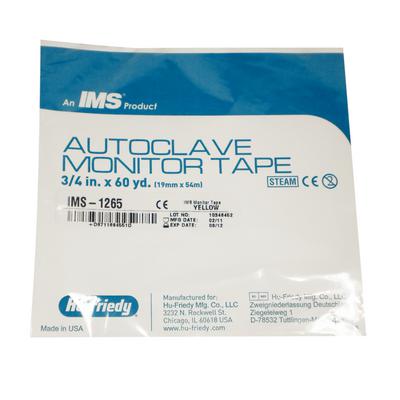 An IMS Product
AUTOCLAVE
MONITOR TAPE
3/4 in. x 60 yd. (19mm x 54m)
STEAM CE
IMS-1265 CE IMS Monitor Tape
YELLOW
LOT NO:
MFG DATE: 02/11
EXP DATE: 08/12
Hu-Friedy
Made in USA
Manufactured for:
Hu-Friedy Mfg. Co., LLC
3232 N. Rockwell St.
Chicago, IL 60618 USA
www.hu-friedy.com
Hu-Friedy Mfg. Co., LLC
Zweigniederlassung Deutschland
Ziegeleiweg 1
D-78532 Tuttlingen-M